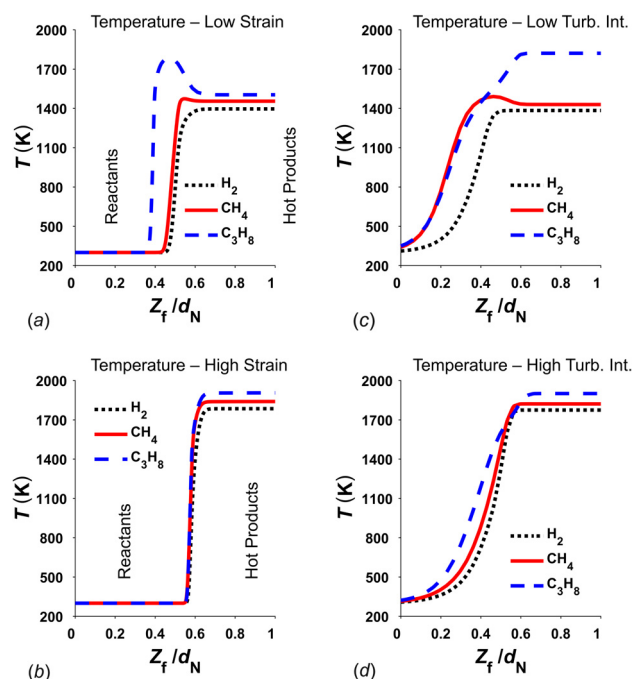 Temperature – Low Strain
2000
1700
1400
1100
800
500
200
T (K)
Reactants
Hot Products
H2
CH4
C3H8
0 0.2 0.4 0.6 0.8 1
Zf /dN
(a)
Temperature – Low Turb. Int.
2000
1700
1400
1100
800
500
200
T (K)
H2
CH4
C3H8
0 0.2 0.4 0.6 0.8 1
Zf /dN
(c)
Temperature – High Strain
2000
1700
1400
1100
800
500
200
T (K)
H2
CH4
C3H8
Reactants
Hot Products
0 0.2 0.4 0.6 0.8 1
Zf /dN
(b)
Temperature – High Turb. Int.
2000
1700
1400
1100
800
500
200
T (K)
H2
CH4
C3H8
0 0.2 0.4 0.6 0.8 1
Zf /dN
(d)